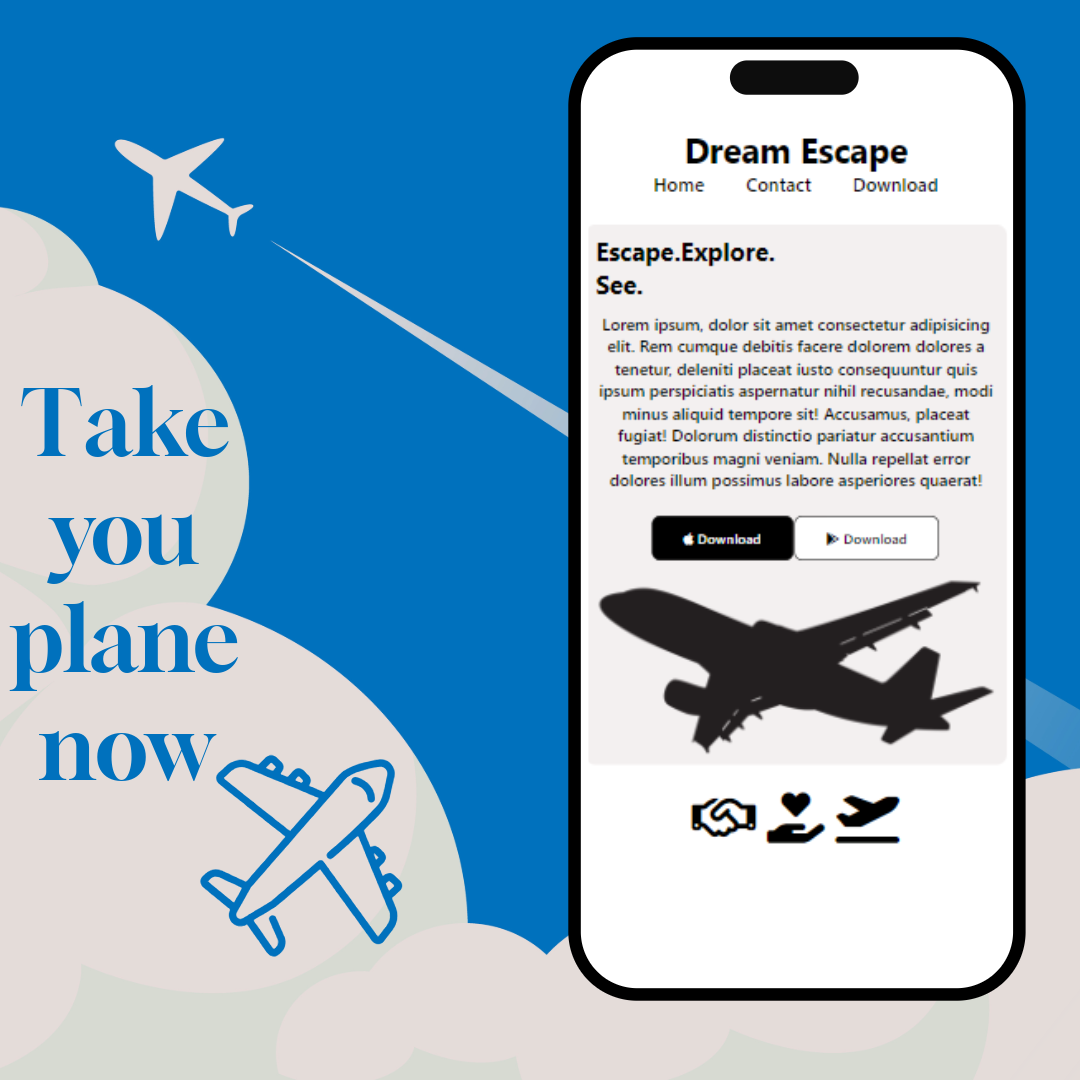 Take
you
plane
now
Dream Escape
Home Contact Download
Escape.Explore.
See.
Lorem ipsum, dolor sit amet consectetur adipisicing
elit. Rem cumque debitis facere dolorem dolores a
tenetur, deleniti placeat iusto consequuntur quis
ipsum perspiciatis aspernatur nihil recusandae, modi
minus aliquid tempore sit! Accusamus, placeat
fugiat! Dolorum distinctio pariatur accusantium
temporibus magni veniam. Nulla repellat error
dolores illum possimus labore asperiores quaerat!
Download Download